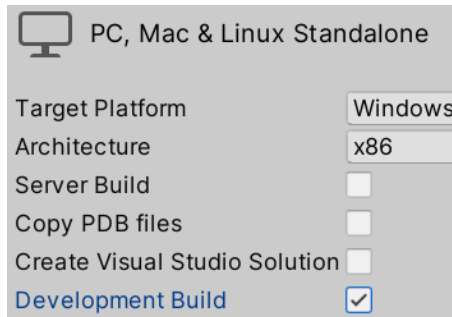 PC, Mac & Linux Standalone
Target Platform Windows
Architecture x86
Server Build
Copy PDB files
Create Visual Studio Solution
Development Build